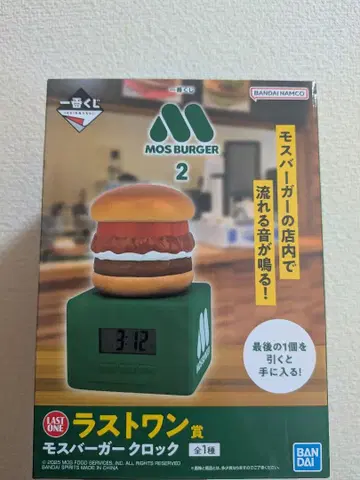 一番くじ
BANDAI NAMCO
一番くじ
MOS BURGER
2
モスバーガーの店内で
流れる音が鳴る！
3:12
MOS BURGER
最後の1個を
引くと
手に入る!
LAST ONE
ラストワン賞
モスバーガー クロック 全1種
© 2025 MOS FOOD SERVICES, INC. ALL RIGHTS RESERVED.
BANDAI SPIRITS MADE IN CHINA
BAN
DAI